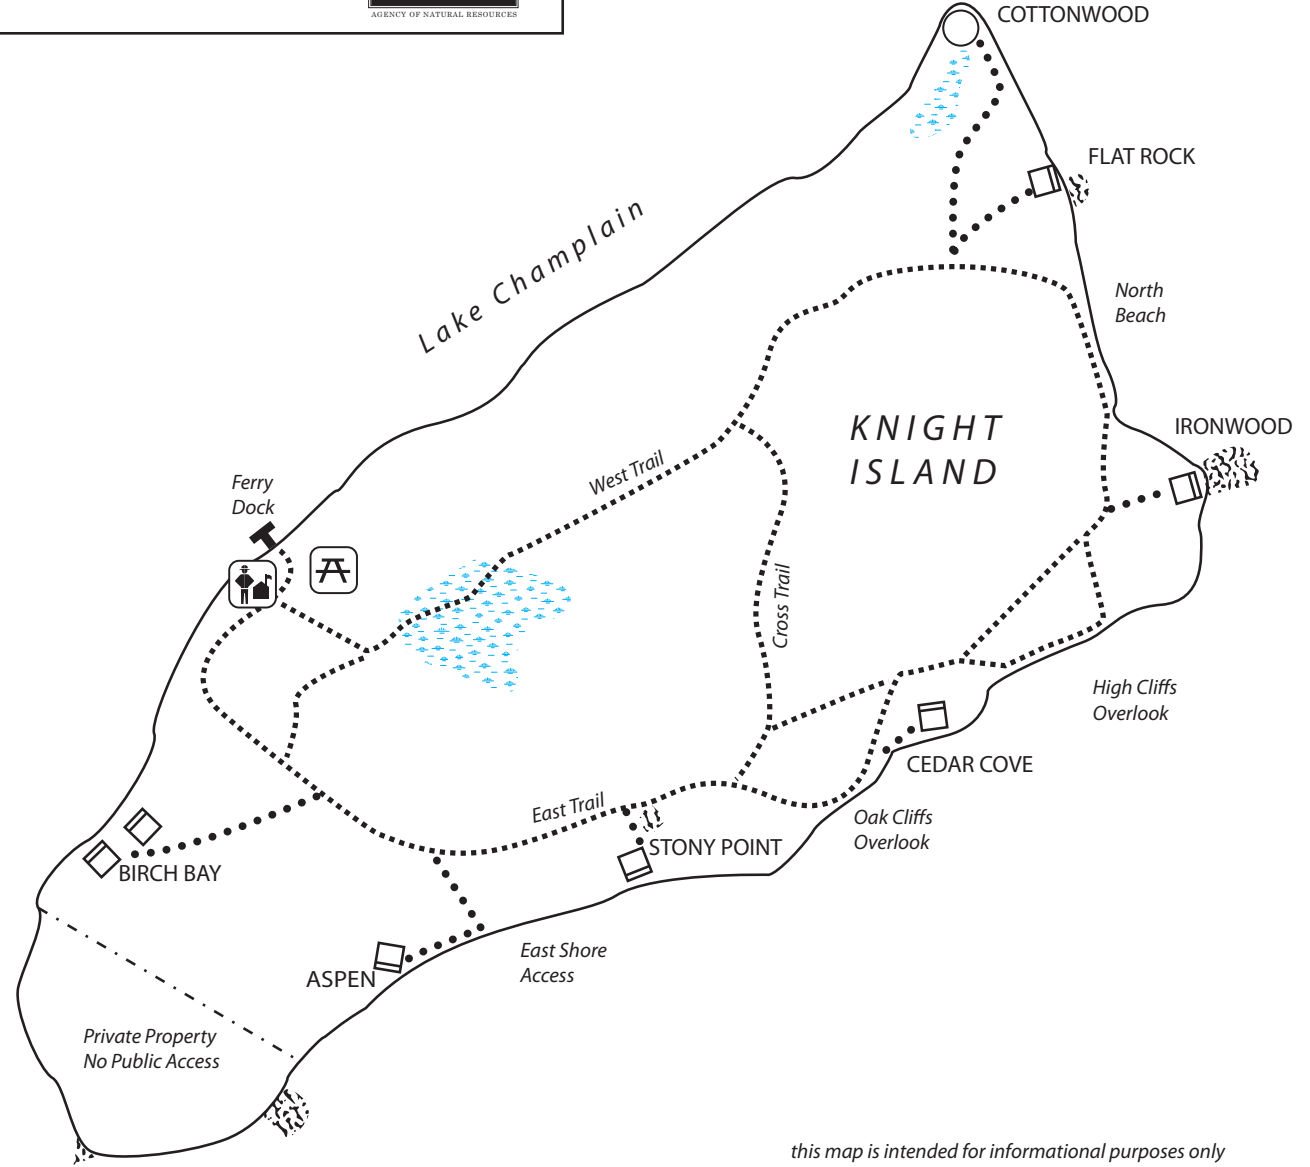 AGENCY OF NATURAL RESOURCES
COTTONWOOD
FLAT ROCK
Lake Champlain
North
Beach
KNIGHT
ISLAND
IRONWOOD
West Trail
Ferry
Dock
Cross Trail
High Cliffs
Overlook
CEDAR COVE
East Trail
Oak Cliffs
Overlook
STONY POINT
BIRCH BAY
East Shore
Access
ASPEN
Private Property
No Public Access
this map is intended for informational purposes only